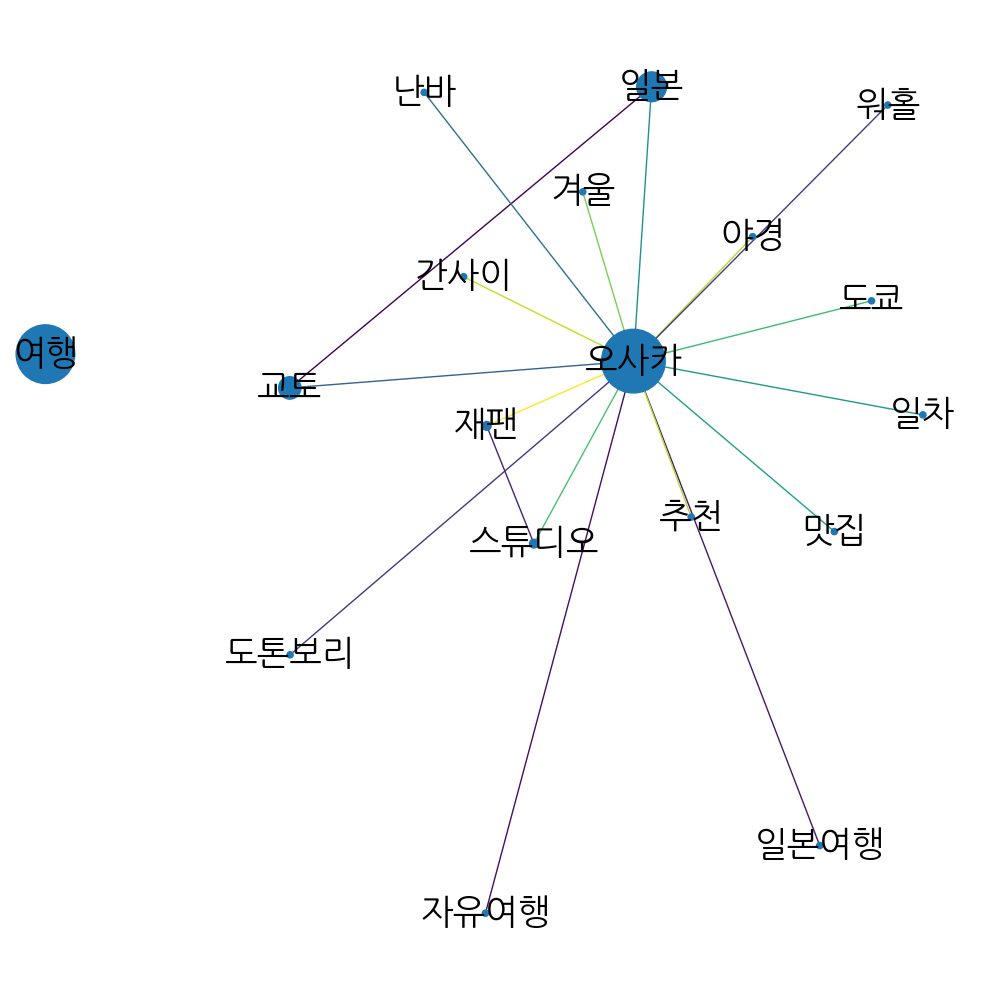 난바
일본
워홀
겨울
야경
간사이
도쿄
여행
오사카
교토
일차
재팬
추천
맛집
스튜디오
도톤보리
일본여행
자유여행